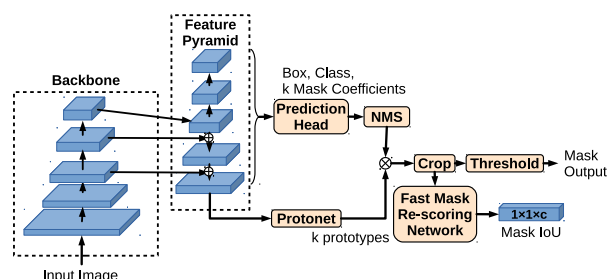 Feature
Pyramid
Backbone
Box, Class,
k Mask Coefficients
Prediction
Head
NMS
Crop
Threshold
Mask
Output
Protonet
k prototypes
Fast Mask
Re-scoring
Network
1×1×c
Mask IoU
Input Image